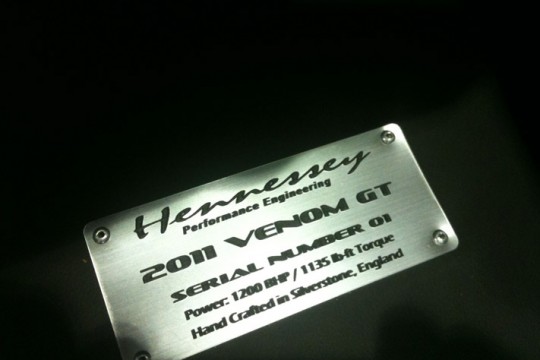 Hennessey
Performance Engineering
2011 VENOM GT
SERIAL NUMBER 01
Power: 1200 BHP / 1135 lb-ft Torque
Hand Crafted in Silverstone, England